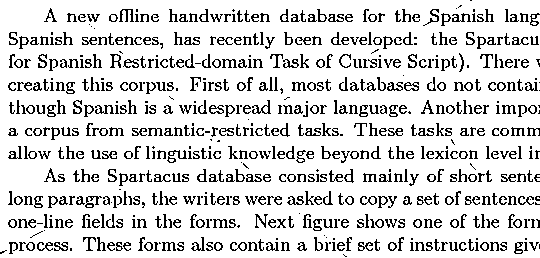 A new offline handwritten database for the Spanish lang
Spanish sentences, has recently been developed: the Spartacu
for Spanish Restricted-domain Task of Cursive Script). There
creating this corpus. First of all, most databases do not contai
though Spanish is a widespread major language. Another impo
a corpus from semantic-restricted tasks. These tasks are comm
allow the use of linguistic knowledge beyond the lexicon level in
As the Spartacus database consisted mainly of short sente
long paragraphs, the writers were asked to copy a set of sentences
one-line fields in the forms. Next figure shows one of the form
process. These forms also contain a brief set of instructions giv